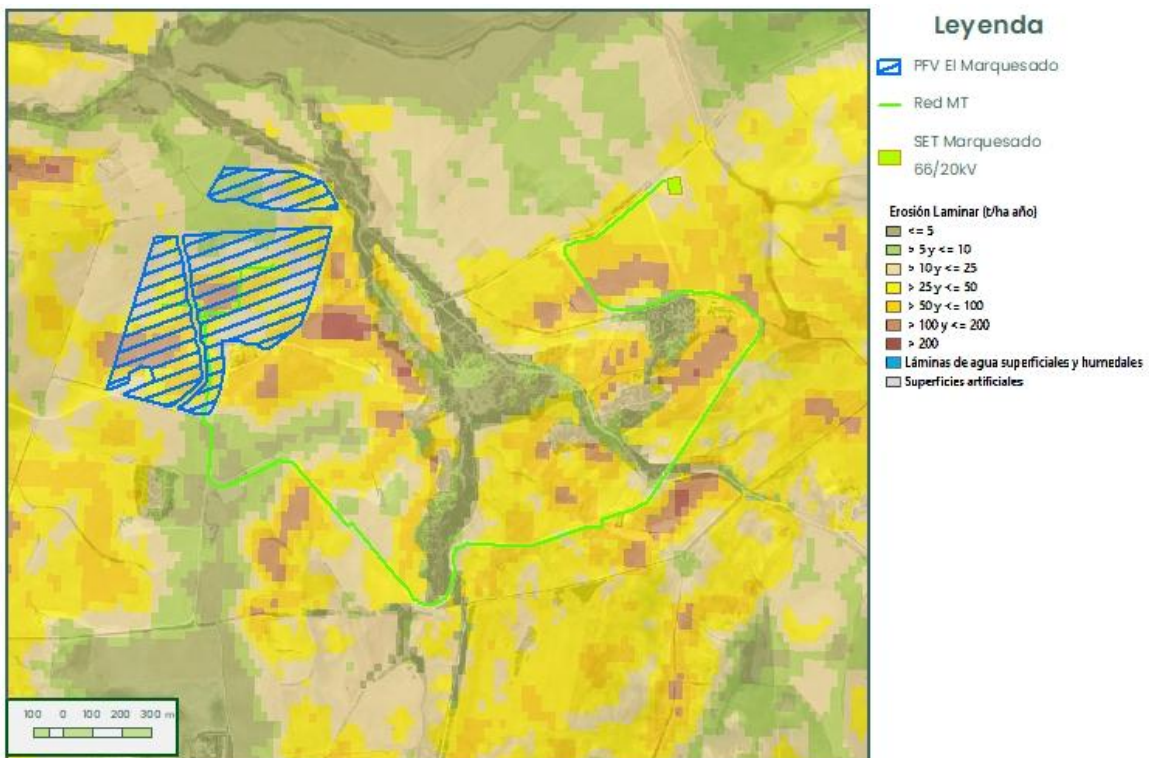 Leyenda
PFV El Marquesado
Red MT
SET Marquesado
66/20kV
Erosión Laminar (t/ha año)
<= 5
> 5 y <= 10
> 10 y <= 25
> 25 y <= 50
> 50 y <= 100
> 100 y <= 200
> 200
Láminas de agua superficiales y humedales
Superficies artificiales
100 0 100 200 300 m